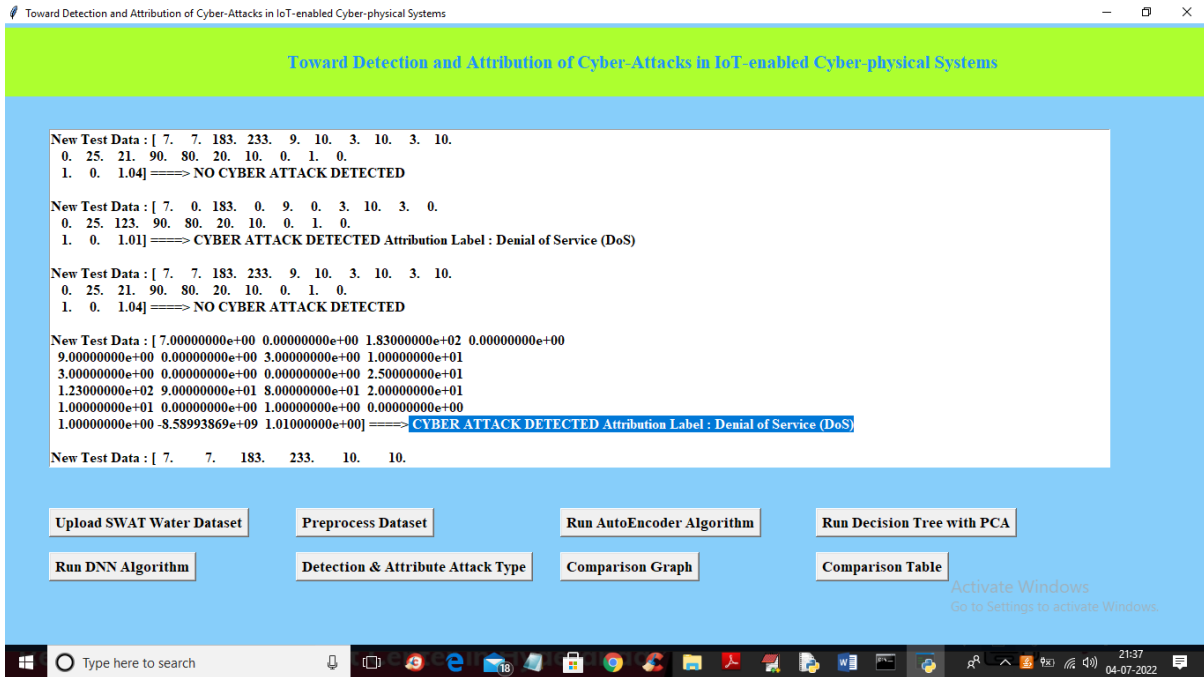 Toward Detection and Attribution of Cyber-Attacks in IoT-enabled Cyber-physical Systems
Toward Detection and Attribution of Cyber-Attacks in IoT-enabled Cyber-physical Systems
New Test Data : [ 7. 7. 183. 233. 9. 10. 3. 10. 3. 10.
0. 25. 21. 90. 80. 20. 10. 0. 1. 0.
1. 0. 1.04] ====> NO CYBER ATTACK DETECTED
New Test Data : [ 7. 0. 183. 0. 9. 0. 3. 10. 3. 0.
0. 25. 123. 90. 80. 20. 10. 0. 1. 0.
1. 0. 1.01] ====> CYBER ATTACK DETECTED Attribution Label : Denial of Service (DoS)
New Test Data : [ 7. 7. 183. 233. 9. 10. 3. 10. 3. 10.
0. 25. 21. 90. 80. 20. 10. 0. 1. 0.
1. 0. 1.04] ====> NO CYBER ATTACK DETECTED
New Test Data : [ 7.00000000e+00 0.00000000e+00 1.83000000e+02 0.00000000e+00
9.00000000e+00 0.00000000e+00 3.00000000e+00 1.00000000e+01
3.00000000e+00 0.00000000e+00 0.00000000e+00 2.50000000e+01
1.23000000e+02 9.00000000e+01 8.00000000e+01 2.00000000e+01
1.00000000e+01 0.00000000e+00 1.00000000e+00 0.00000000e+00
1.00000000e+00 -8.58993869e+09 1.01000000e+00] ====> CYBER ATTACK DETECTED Attribution Label : Denial of Service (DoS)
New Test Data : [ 7. 7. 183. 233. 10. 10.
Upload SWAT Water Dataset Preprocess Dataset Run AutoEncoder Algorithm Run Decision Tree with PCA
Run DNN Algorithm Detection & Attribute Attack Type Comparison Graph Comparison Table
Activate Windows
Go to Settings to activate Windows.
Type here to search
18
21:37
04-07-2022